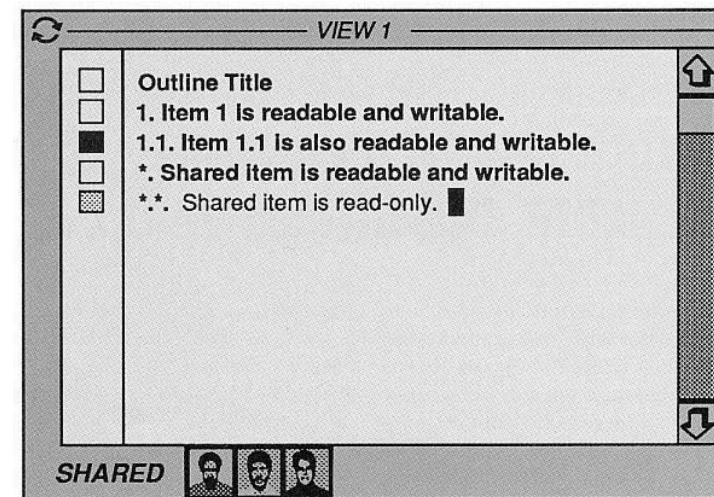 VIEW 1
Outline Title
1. Item 1 is readable and writable.
1.1. Item 1.1 is also readable and writable.
*. Shared item is readable and writable.
*.*. Shared item is read-only.
SHARED